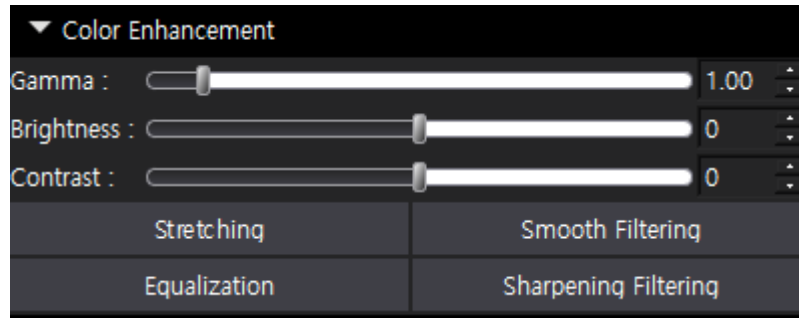 Color Enhancement
Gamma : 1.00
Brightness : 0
Contrast : 0
Stretching Smooth Filtering
Equalization Sharpening Filtering